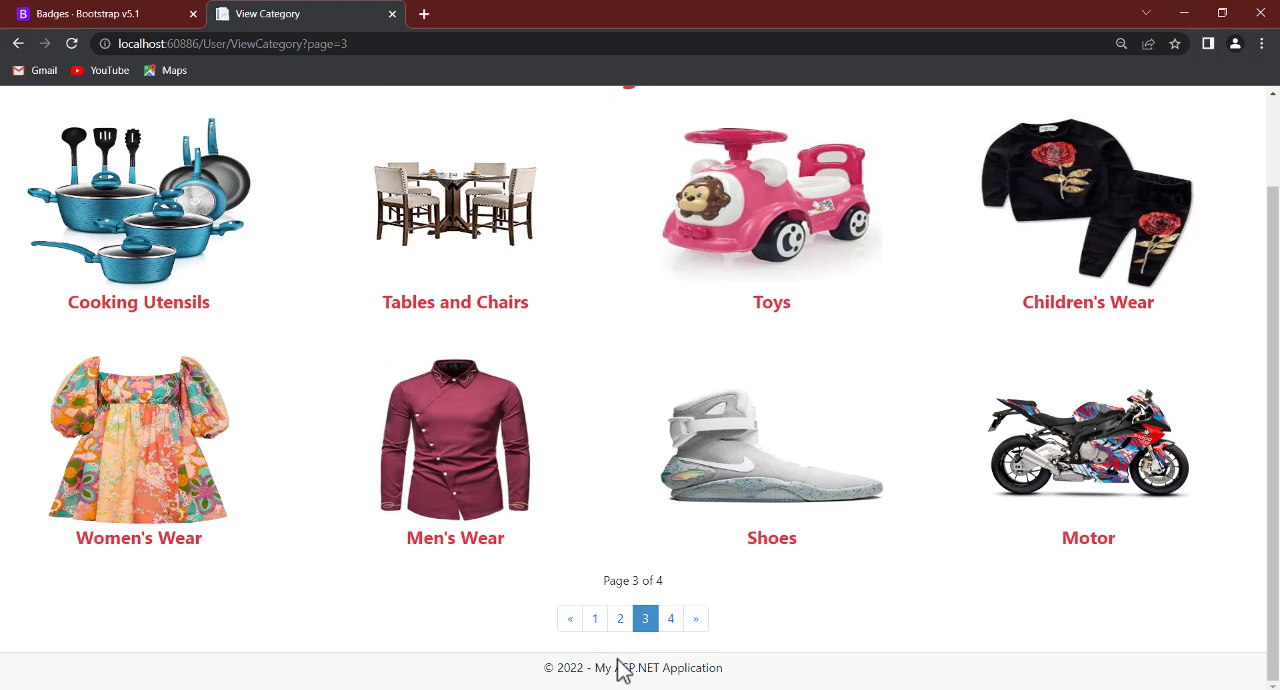 Badges · Bootstrap v5.1
View Category
localhost:60886/User/ViewCategory?page=3
Gmail YouTube Maps
Cooking Utensils Tables and Chairs Toys Children's Wear
Women's Wear Men's Wear Shoes Motor
Page 3 of 4
« 1 2 3 4 »
© 2022 - My ASP.NET Application